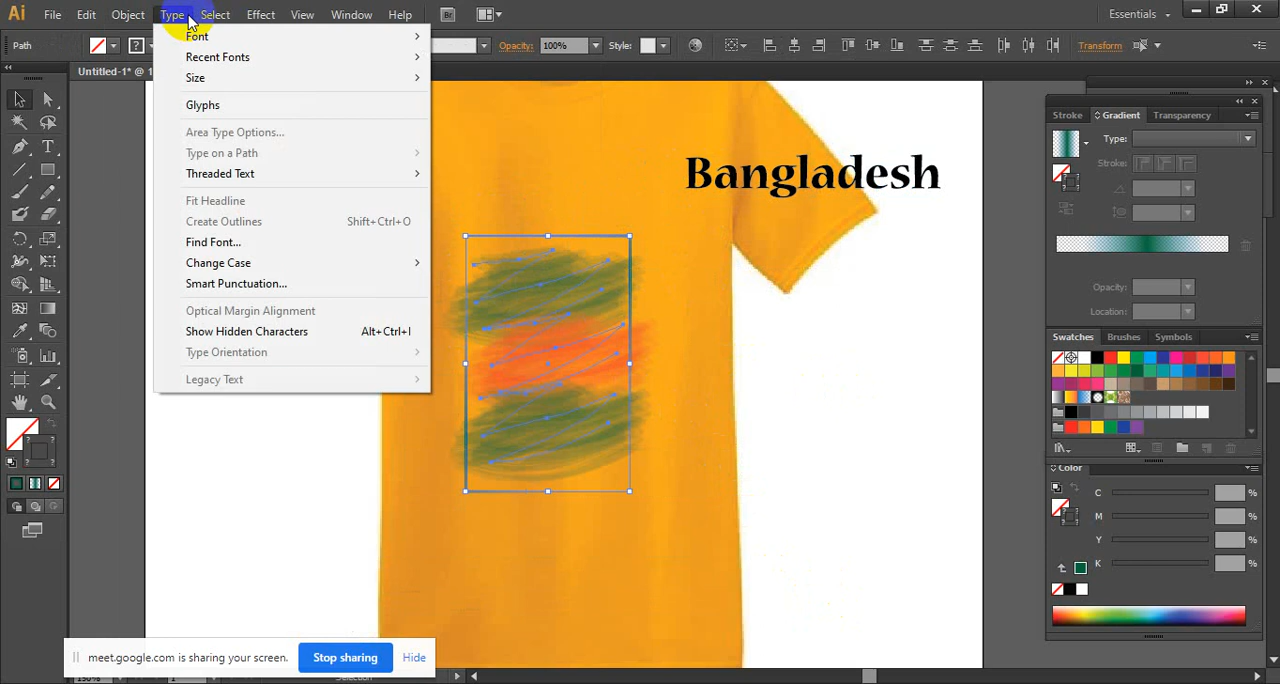 Ai File Edit Object Type Select Effect View Window Help Br Essentials
Path Opacity: 100% Style: Transform
Untitled-1* @ 1
Font
Recent Fonts
Size
Glyphs
Area Type Options...
Type on a Path
Threaded Text
Fit Headline
Create Outlines Shift+Ctrl+O
Find Font...
Change Case
Smart Punctuation...
Optical Margin Alignment
Show Hidden Characters Alt+Ctrl+I
Type Orientation
Legacy Text
Bangladesh
Stroke Gradient Transparency
Type:
Stroke:
Opacity:
Location:
Swatches Brushes Symbols
Color
C %
M %
Y %
K %
meet.google.com is sharing your screen. Stop sharing Hide